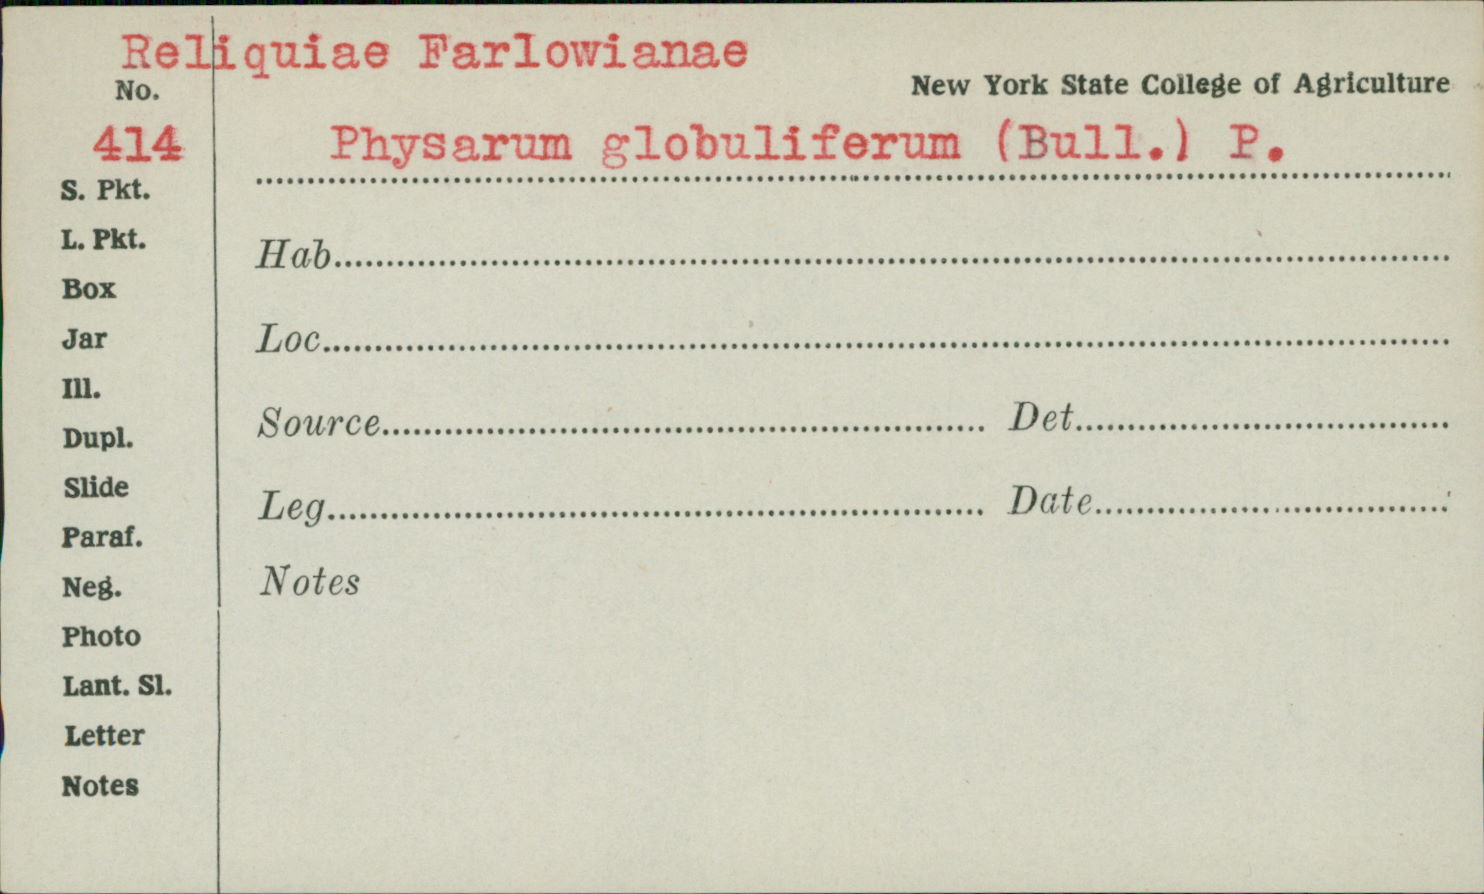 Reliquiae Farlowianae
No.
New York State College of Agriculture
414
Physarum globuliferum (Bull.) P.
S. Pkt.
L. Pkt.
Hab.
Box
Jar
Loc.
Ill.
Dupl.
Source Det.
Slide
Leg. Date
Paraf.
Neg.
Notes
Photo
Lant. Sl.
Letter
Notes